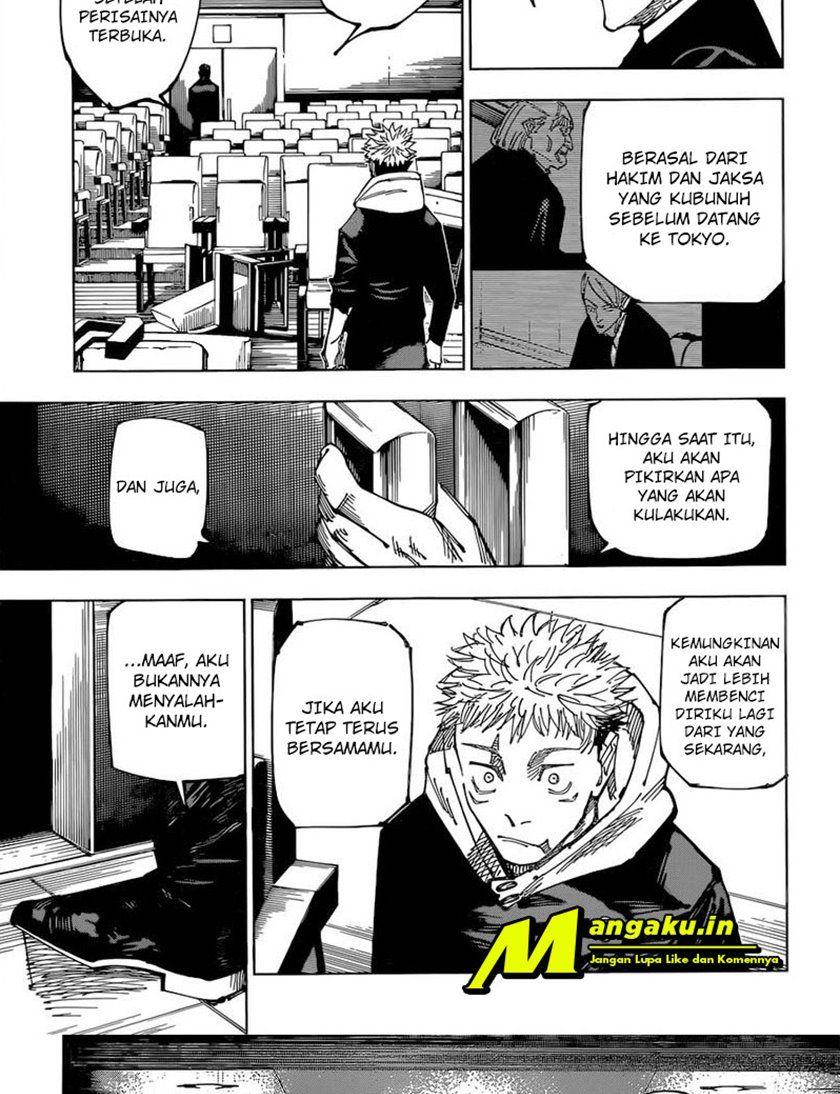 SETELAH
PERISAINYA
TERBUKA.
BERASAL DARI
HAKIM DAN JAKSA
YANG KUBUNUH
SEBELUM DATANG
KE TOKYO.
HINGGA SAAT ITU,
AKU AKAN
PIKIRKAN APA
YANG AKAN
KULAKUKAN.
DAN JUGA,
KEMUNGKINAN
AKU AKAN
JADI LEBIH
MEMBENCI
DIRIKU LAGI
DARI YANG
SEKARANG,
JIKA AKU
TETAP TERUS
BERSAMAMU.
...MAAF, AKU
BUKANNYA
MENYALAH-
KANMU.
Mangaku.in
Jangan Lupa Like dan Komennya